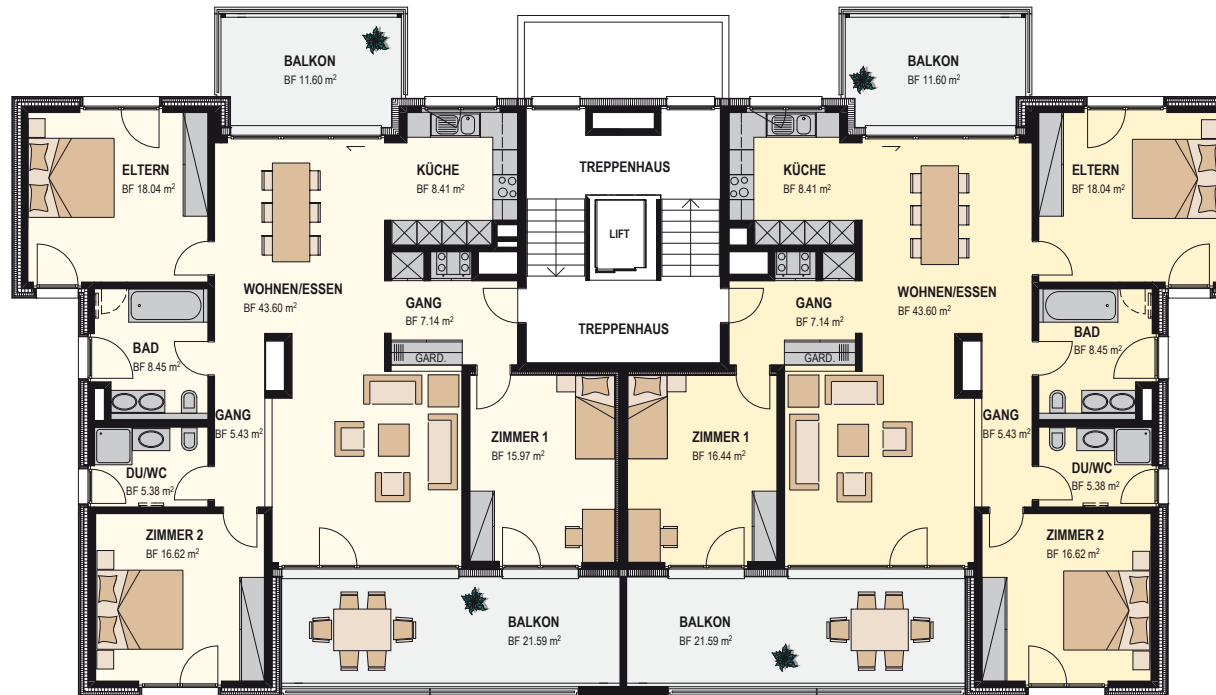 BALKON
BF 11.60 m²
BALKON
BF 11.60 m²
ELTERN
BF 18.04 m²
KÜCHE
BF 8.41 m²
TREPPENHAUS
KÜCHE
BF 8.41 m²
ELTERN
BF 18.04 m²
LIFT
WOHNEN/ESSEN
BF 43.60 m²
GANG
BF 7.14 m²
TREPPENHAUS
GANG
BF 7.14 m²
WOHNEN/ESSEN
BF 43.60 m²
BAD
BF 8.45 m²
GARD.
GARD.
BAD
BF 8.45 m²
GANG
BF 5.43 m²
ZIMMER 1
BF 15.97 m²
ZIMMER 1
BF 16.44 m²
GANG
BF 5.43 m²
DU/WC
BF 5.38 m²
DU/WC
BF 5.38 m²
ZIMMER 2
BF 16.62 m²
ZIMMER 2
BF 16.62 m²
BALKON
BF 21.59 m²
BALKON
BF 21.59 m²